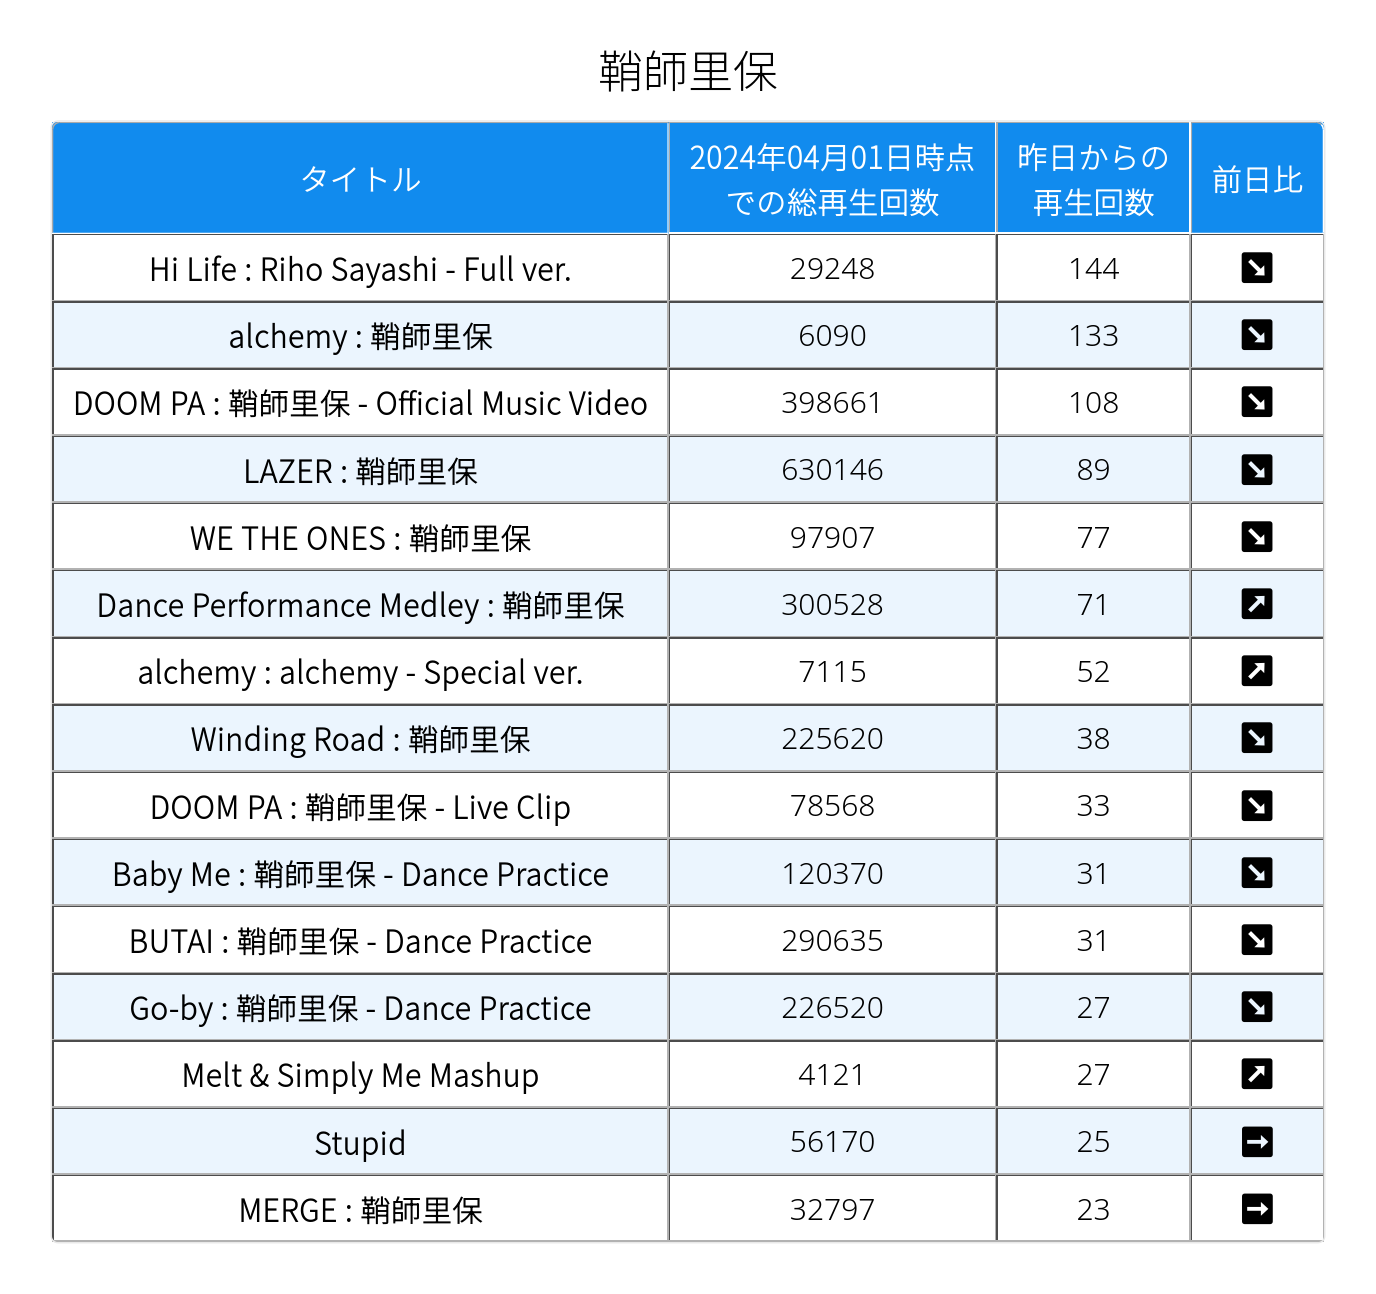 鞘師里保
タイトル 2024年04月01日時点での総再生回数 昨日からの再生回数 前日比
Hi Life : Riho Sayashi - Full ver. 29248 144 ↘
alchemy : 鞘師里保 6090 133 ↘
DOOM PA : 鞘師里保 - Official Music Video 398661 108 ↘
LAZER : 鞘師里保 630146 89 ↘
WE THE ONES : 鞘師里保 97907 77 ↘
Dance Performance Medley : 鞘師里保 300528 71 ↗
alchemy : alchemy - Special ver. 7115 52 ↗
Winding Road : 鞘師里保 225620 38 ↘
DOOM PA : 鞘師里保 - Live Clip 78568 33 ↘
Baby Me : 鞘師里保 - Dance Practice 120370 31 ↘
BUTAI : 鞘師里保 - Dance Practice 290635 31 ↘
Go-by : 鞘師里保 - Dance Practice 226520 27 ↘
Melt & Simply Me Mashup 4121 27 ↗
Stupid 56170 25 →
MERGE : 鞘師里保 32797 23 →